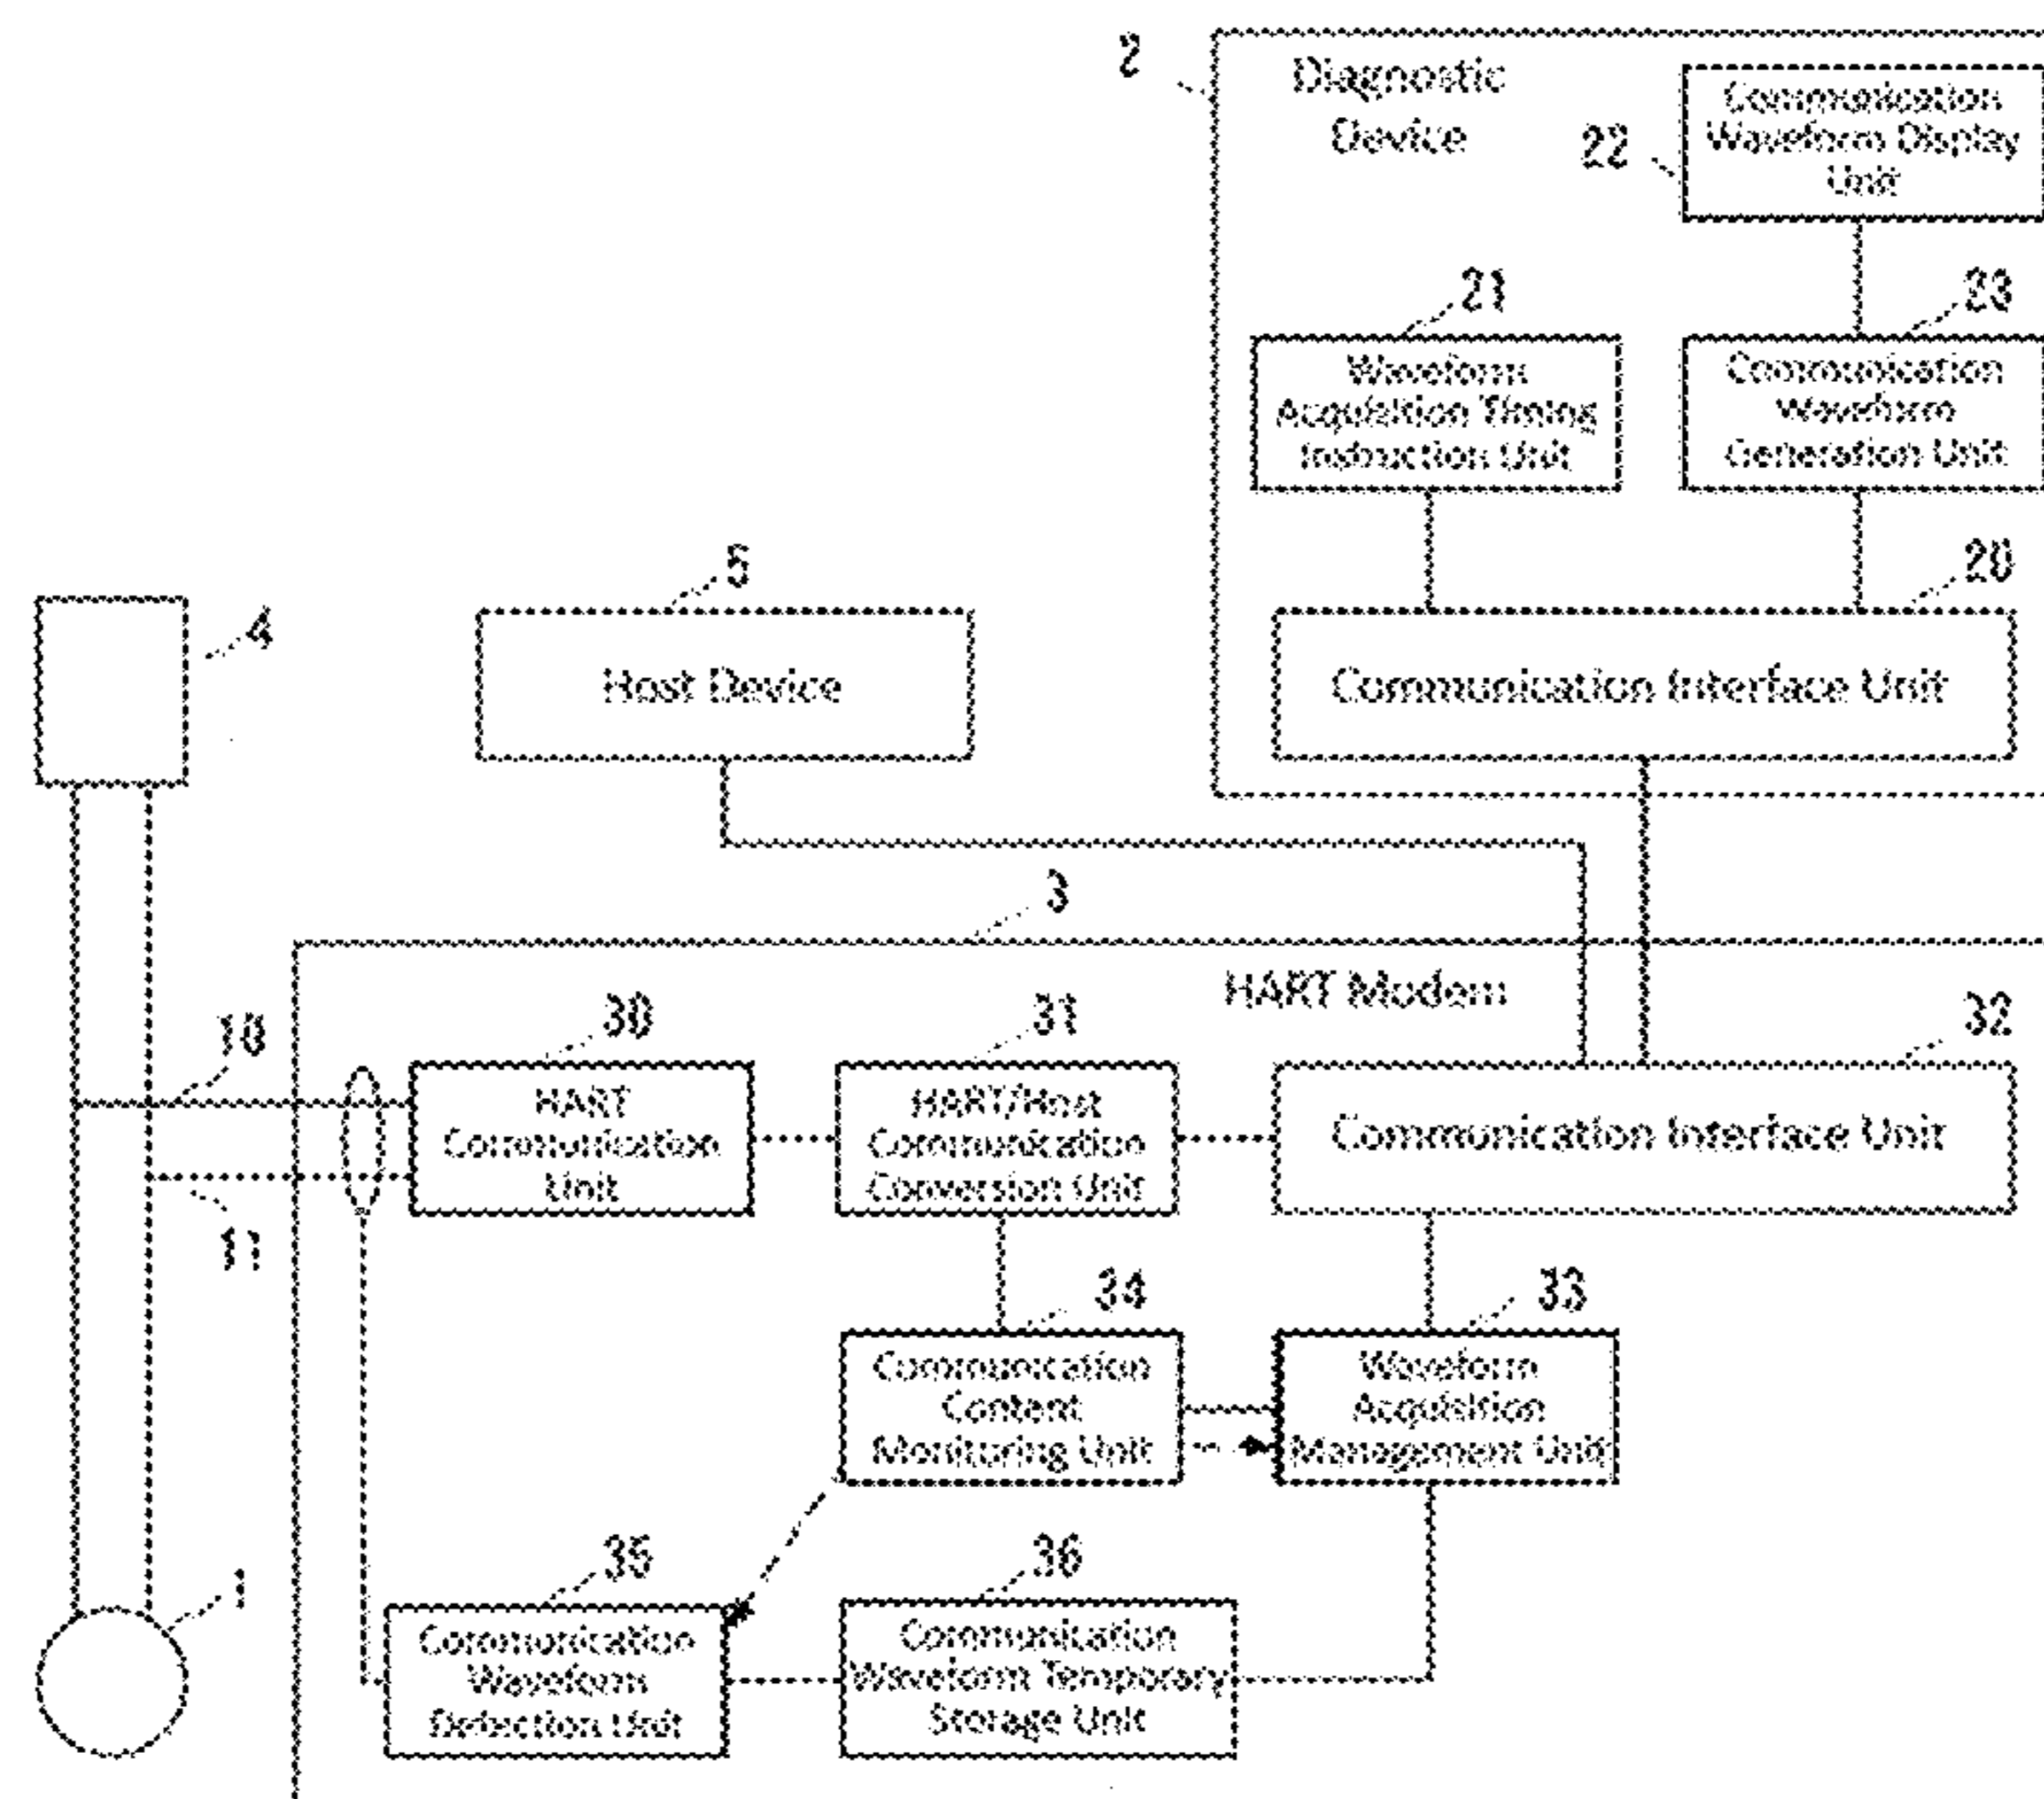 2
Diagnostic
Device
22
Communication
Waveform Display
Unit
21
23
Waveform
Acquisition Timing
Instruction Unit
Communication
Waveform
Generation Unit
20
5
4
Host Device
Communication Interface Unit
3
HART Modem
30
31
32
10
HART
Communication
Unit
HART/Host
Communication
Conversion Unit
Communication Interface Unit
11
34
33
Communication
Content
Monitoring Unit
Waveform
Acquisition
Management Unit
35
36
1
Communication
Waveform
Detection Unit
Communication
Waveform Temporary
Storage Unit